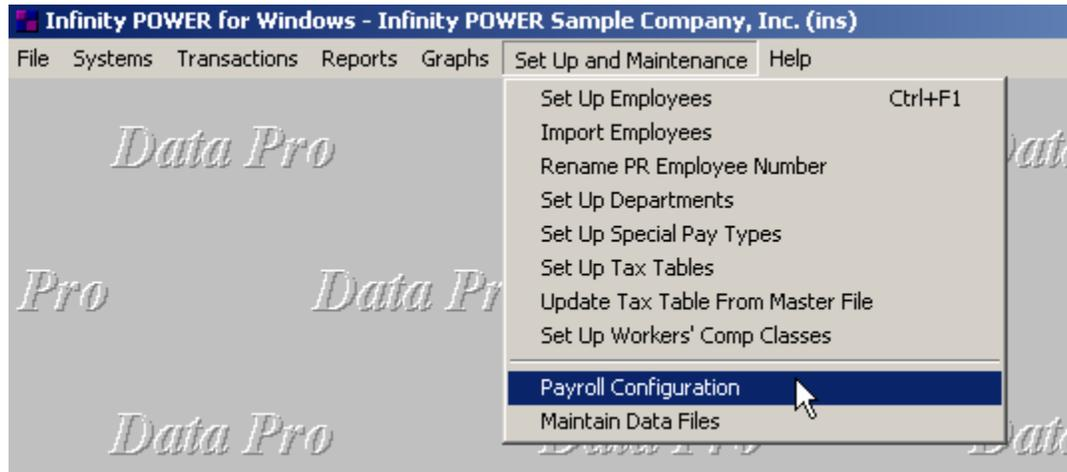 Infinity POWER for Windows - Infinity POWER Sample Company, Inc. (ins)
File Systems Transactions Reports Graphs Set Up and Maintenance Help
Set Up Employees Ctrl+F1
Import Employees
Data Pro
Rename PR Employee Number
Set Up Departments
Set Up Special Pay Types
Set Up Tax Tables
Pro Data Pr
Update Tax Table From Master File
Set Up Workers' Comp Classes
Payroll Configuration
Maintain Data Files
Data Pro